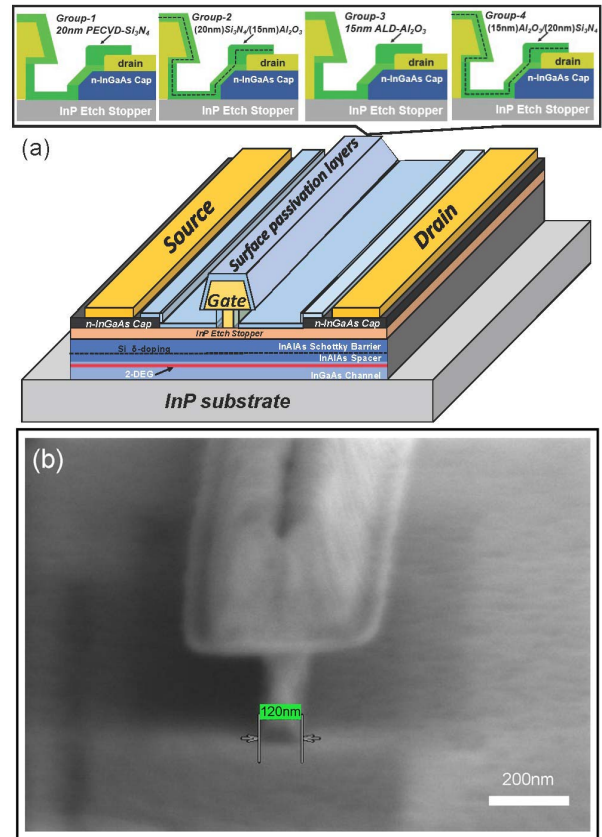 Group-1
20nm PECVD-Si₃N₄
drain
n-InGaAs Cap
InP Etch Stopper
Group-2
(20nm)Si₃N₄/(15nm)Al₂O₃
drain
n-InGaAs Cap
InP Etch Stopper
Group-3
15nm ALD-Al₂O₃
drain
n-InGaAs Cap
InP Etch Stopper
Group-4
(15nm)Al₂O₃/(20nm)Si₃N₄
drain
n-InGaAs Cap
InP Etch Stopper
(a)
Source
Surface passivation layers
Drain
Gate
n-InGaAs Cap
n-InGaAs Cap
InP Etch Stopper
Si δ-doping
InAlAs Schottky Barrier
InAlAs Spacer
2-DEG
InGaAs Channel
InP substrate
(b)
120nm
200nm